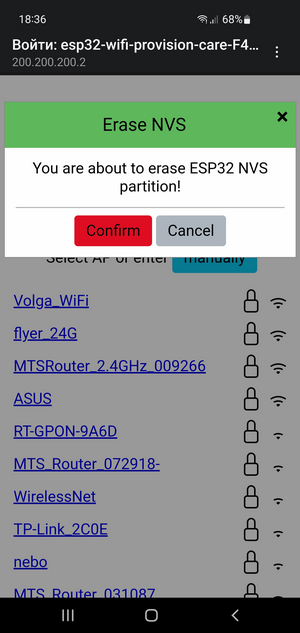 18:36
68%
Войти: esp32-wifi-provision-care-F4...
200.200.200.2
Erase NVS
You are about to erase ESP32 NVS
partition!
Confirm Cancel
Select AP or enter manually
Volga_WiFi
flyer_24G
MTSRouter_2.4GHz_009266
ASUS
RT-GPON-9A6D
MTS_Router_072918-
WirelessNet
TP-Link_2C0E
nebo
MTS_Router_031087